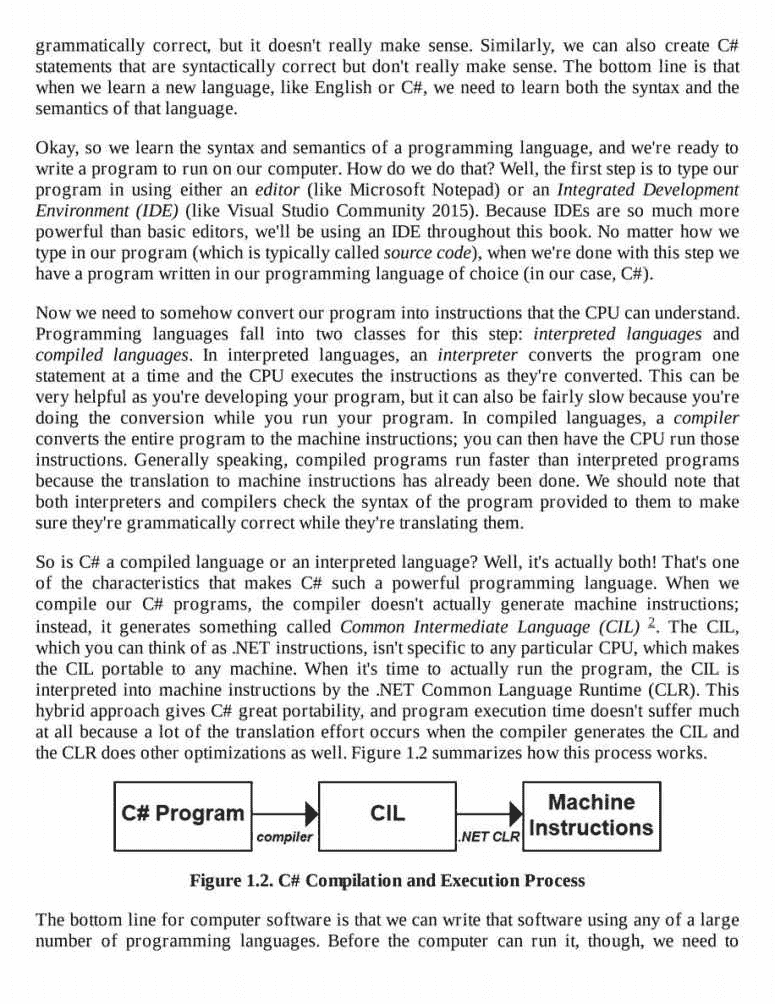 grammatically correct, but it doesn't really make sense. Similarly, we can also create C#
statements that are syntactically correct but don't really make sense. The bottom line is that
when we learn a new language, like English or C#, we need to learn both the syntax and the
semantics of that language.
Okay, so we learn the syntax and semantics of a programming language, and we're ready to
write a program to run on our computer. How do we do that? Well, the first step is to type our
program in using either an editor (like Microsoft Notepad) or an Integrated Development
Environment (IDE) (like Visual Studio Community 2015). Because IDEs are so much more
powerful than basic editors, we'll be using an IDE throughout this book. No matter how we
type in our program (which is typically called source code), when we're done with this step we
have a program written in our programming language of choice (in our case, C#).
Now we need to somehow convert our program into instructions that the CPU can understand.
Programming languages fall into two classes for this step: interpreted languages and
compiled languages. In interpreted languages, an interpreter converts the program one
statement at a time and the CPU executes the instructions as they're converted. This can be
very helpful as you're developing your program, but it can also be fairly slow because you're
doing the conversion while you run your program. In compiled languages, a compiler
converts the entire program to the machine instructions; you can then have the CPU run those
instructions. Generally speaking, compiled programs run faster than interpreted programs
because the translation to machine instructions has already been done. We should note that
both interpreters and compilers check the syntax of the program provided to them to make
sure they're grammatically correct while they're translating them.
So is C# a compiled language or an interpreted language? Well, it's actually both! That's one
of the characteristics that makes C# such a powerful programming language. When we
compile our C# programs, the compiler doesn't actually generate machine instructions;
instead, it generates something called Common Intermediate Language (CIL) 2. The CIL,
which you can think of as .NET instructions, isn't specific to any particular CPU, which makes
the CIL portable to any machine. When it's time to actually run the program, the CIL is
interpreted into machine instructions by the .NET Common Language Runtime (CLR). This
hybrid approach gives C# great portability, and program execution time doesn't suffer much
at all because a lot of the translation effort occurs when the compiler generates the CIL and
the CLR does other optimizations as well. Figure 1.2 summarizes how this process works.
C# Program
compiler
CIL
.NET CLR
Machine
Instructions
Figure 1.2. C# Compilation and Execution Process
The bottom line for computer software is that we can write that software using any of a large
number of programming languages. Before the computer can run it, though, we need to